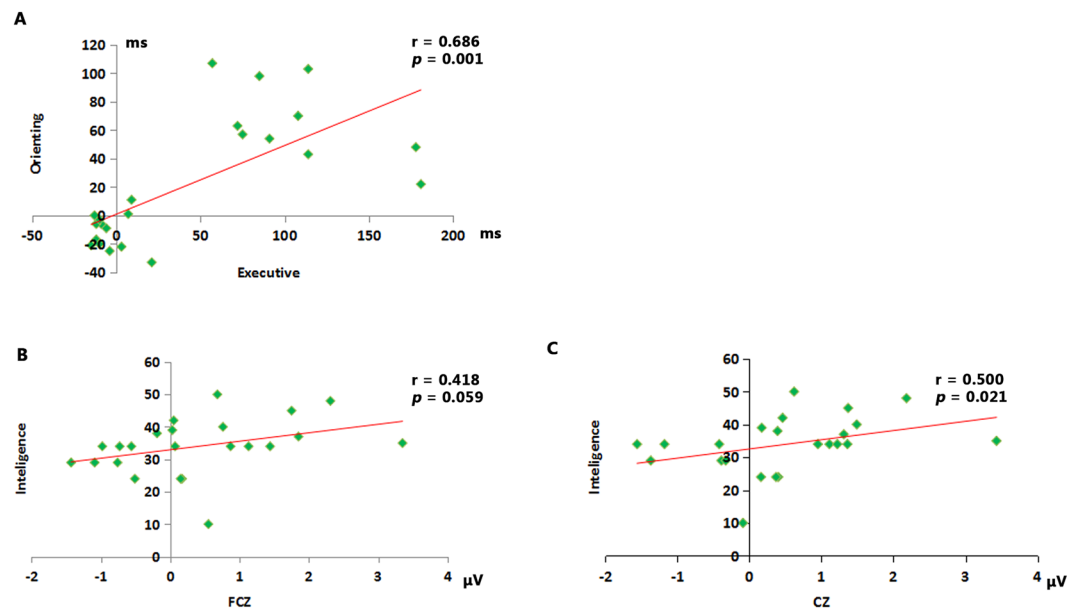 A
ms
r = 0.686
p = 0.001
120
100
80
60
40
20
0
-20
-40
Orienting
-50 0 50 100 150 200 ms
Executive
B
r = 0.418
p = 0.059
60
50
40
30
20
10
0
Inteligence
-2 -1 0 1 2 3 4 µV
FCZ
C
r = 0.500
p = 0.021
60
50
40
30
20
10
0
Inteligence
-2 -1 0 1 2 3 4 µV
CZ